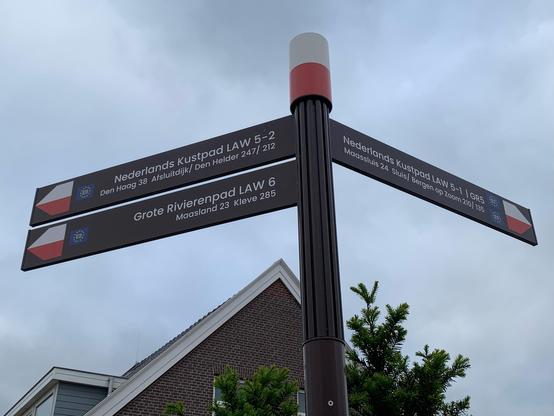 Nederlands Kustpad LAW 5-2
Den Haag 38 Afsluitdijk/ Den Helder 247/ 212
Grote Rivierenpad LAW 6
Maasland 23 Kleve 285
Nederlands Kustpad LAW 5-1 | GR5
Maassluis 24 Sluis/ Bergen op Zoom 210/ 135